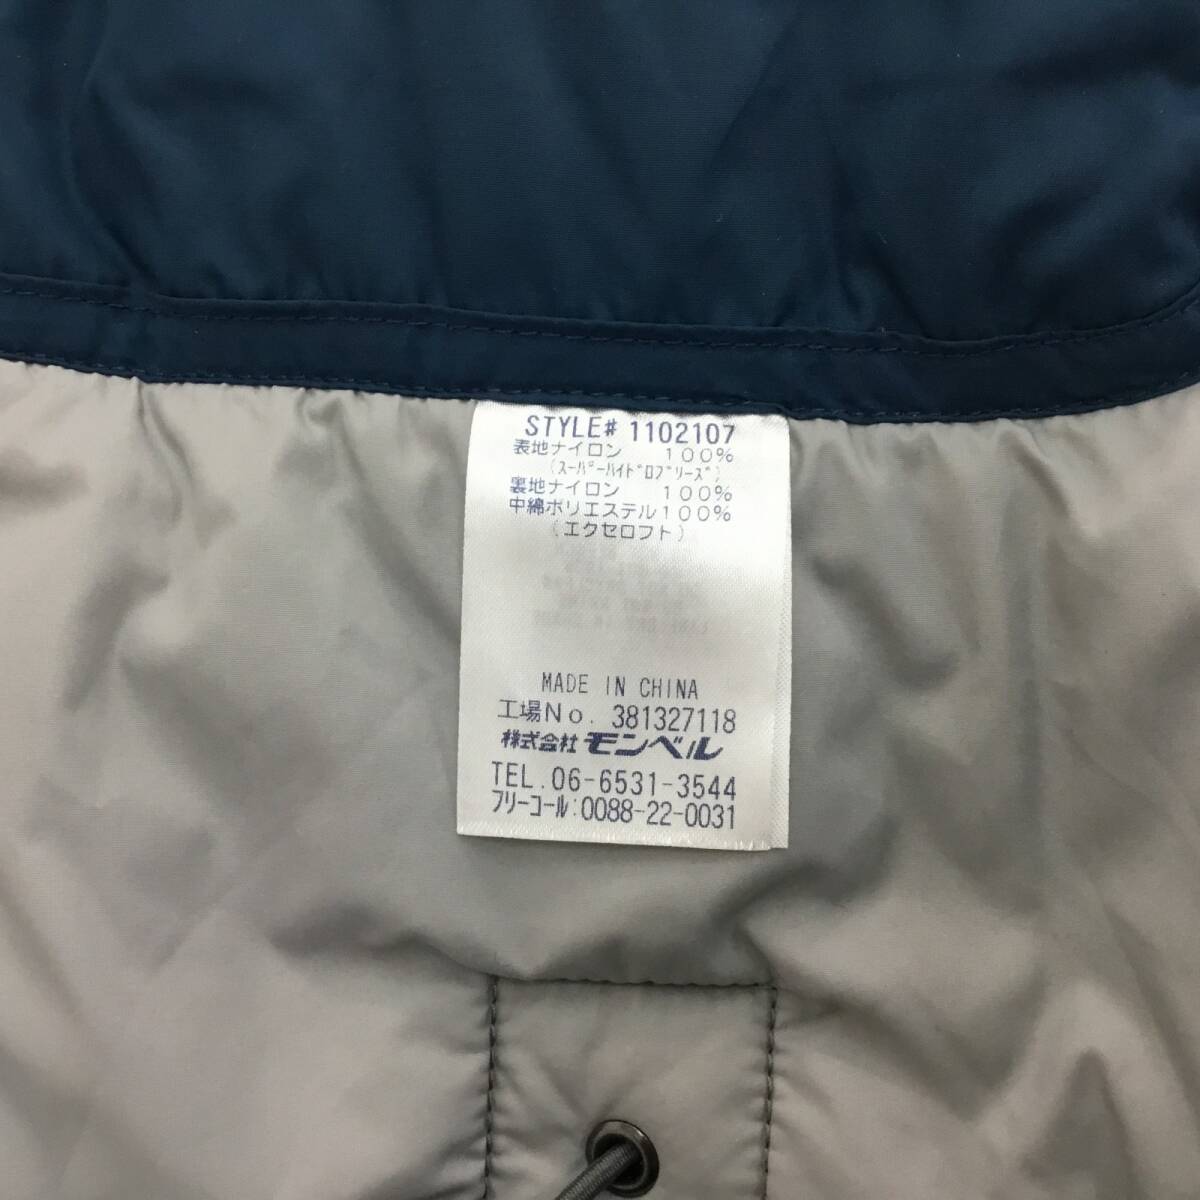 STYLE# 1102107
表地ナイロン 100%
(スーパーハイドロブリーズ)
裏地ナイロン 100%
中綿ポリエステル100%
(エクセロフト)
MADE IN CHINA
工場No. 381327118
株式会社 モンベル
TEL. 06-6531-3544
フリーコール:0088-22-0031